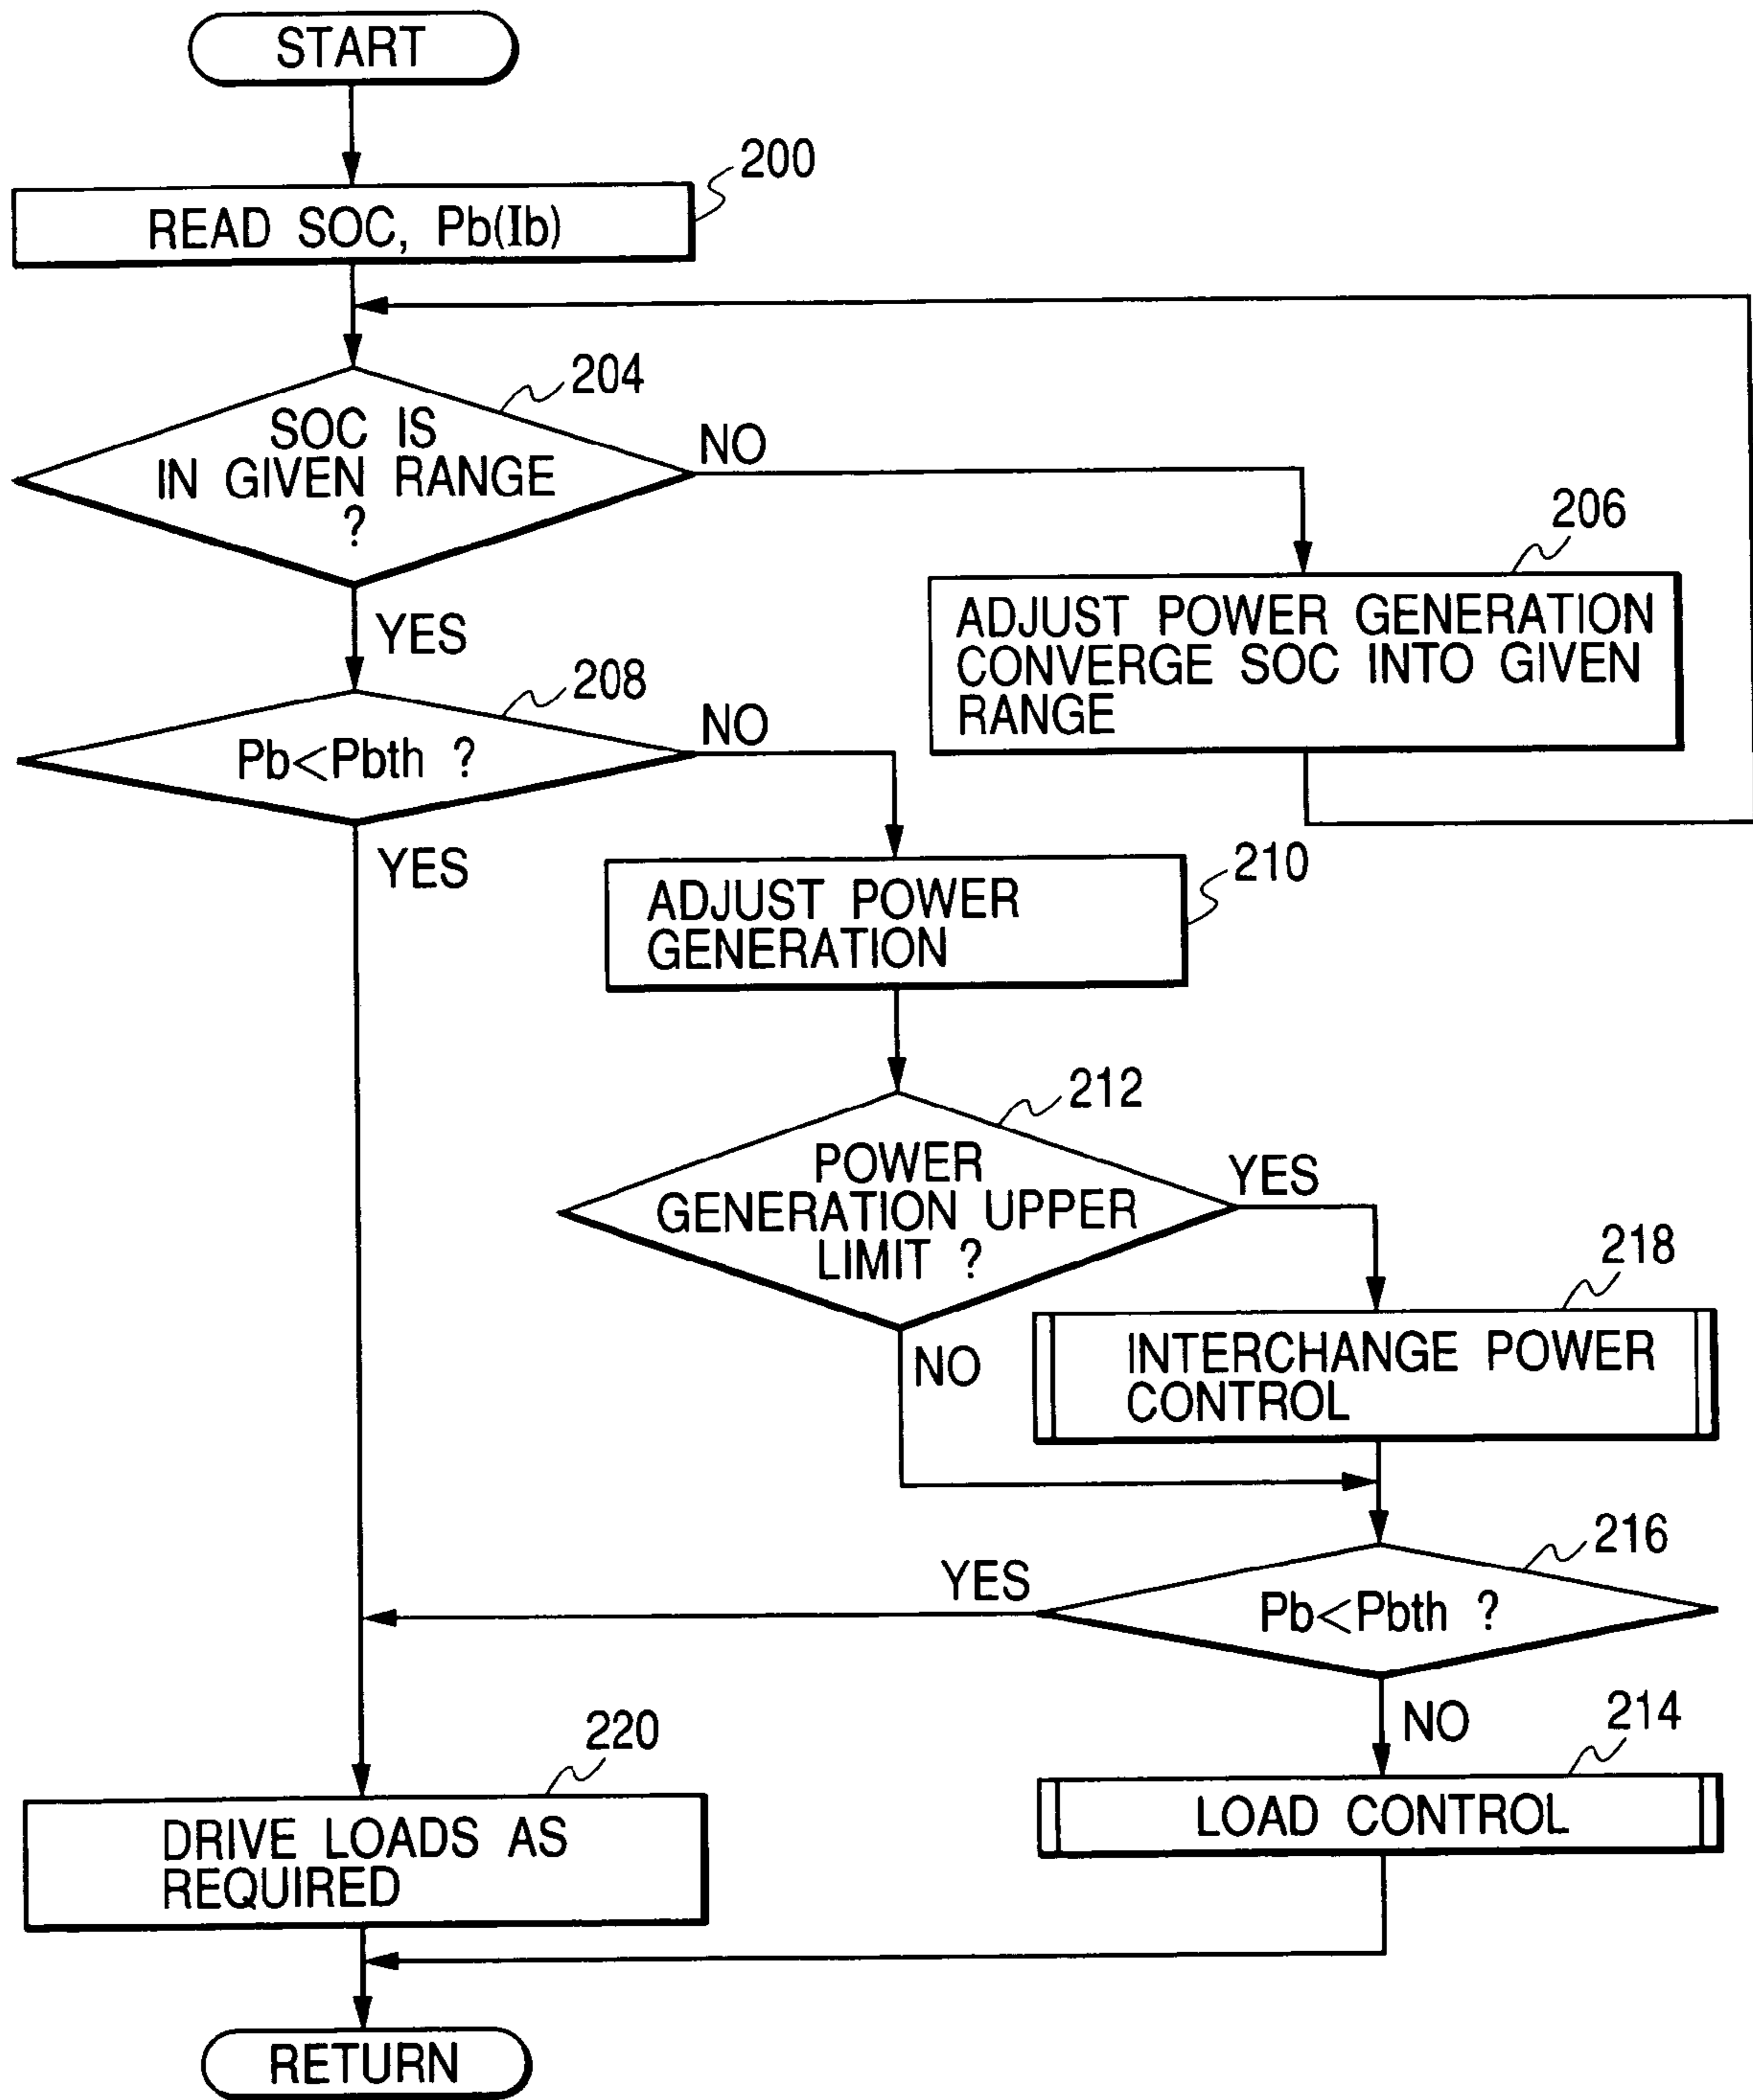 START
200
READ SOC, Pb(Ib)
204
SOC IS
IN GIVEN RANGE
?
NO
206
ADJUST POWER GENERATION
CONVERGE SOC INTO GIVEN
RANGE
YES
208
Pb<Pbth ?
NO
YES
210
ADJUST POWER
GENERATION
212
POWER
GENERATION UPPER
LIMIT ?
YES
218
INTERCHANGE POWER
CONTROL
NO
216
Pb<Pbth ?
YES
NO
214
LOAD CONTROL
220
DRIVE LOADS AS
REQUIRED
RETURN